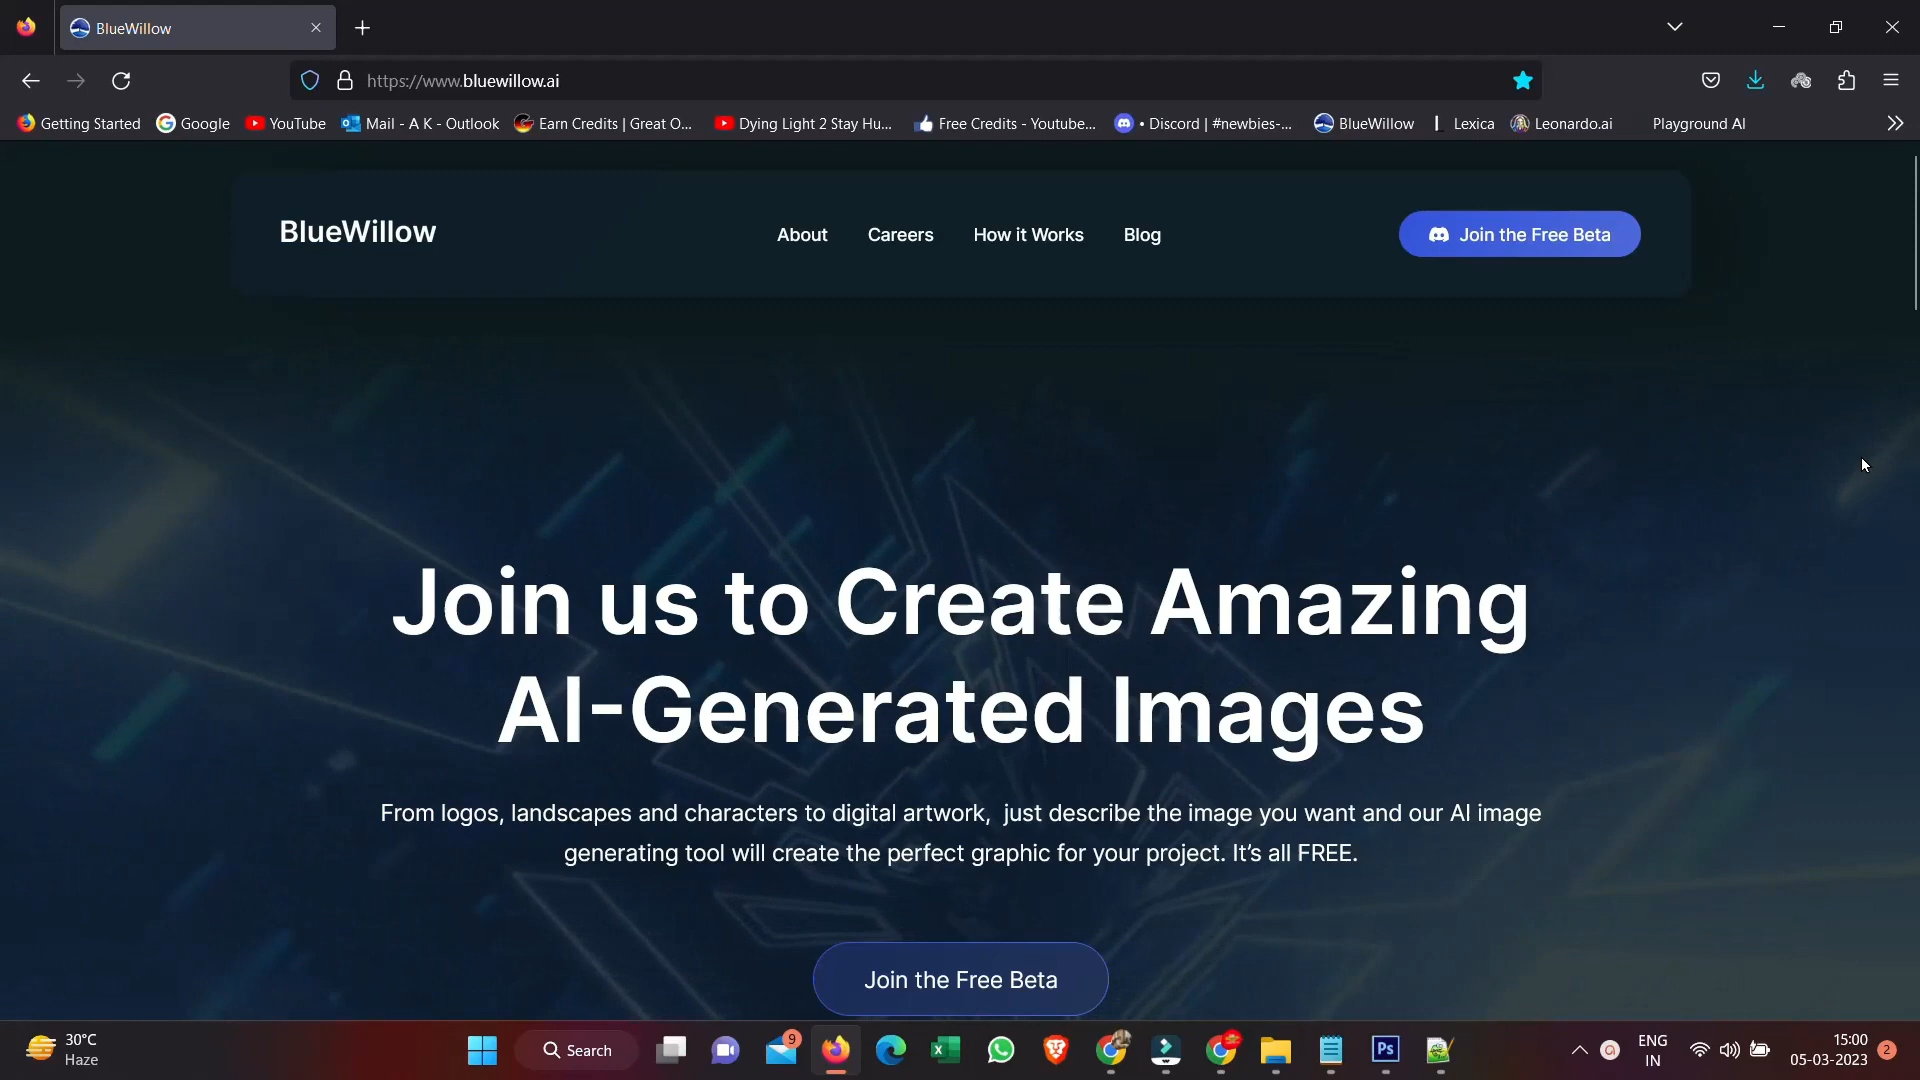 BlueWillow
https://www.bluewillow.ai
Getting Started Google YouTube Mail - A K - Outlook Earn Credits | Great O... Dying Light 2 Stay Hu... Free Credits - Youtube... • Discord | #newbies-... BlueWillow Lexica Leonardo.ai Playground AI
BlueWillow About Careers How it Works Blog Join the Free Beta
Join us to Create Amazing
AI-Generated Images
From logos, landscapes and characters to digital artwork, just describe the image you want and our AI image
generating tool will create the perfect graphic for your project. It’s all FREE.
Join the Free Beta
30°C
Haze
Search
9
Ps
ENG
IN
15:00
05-03-2023
2